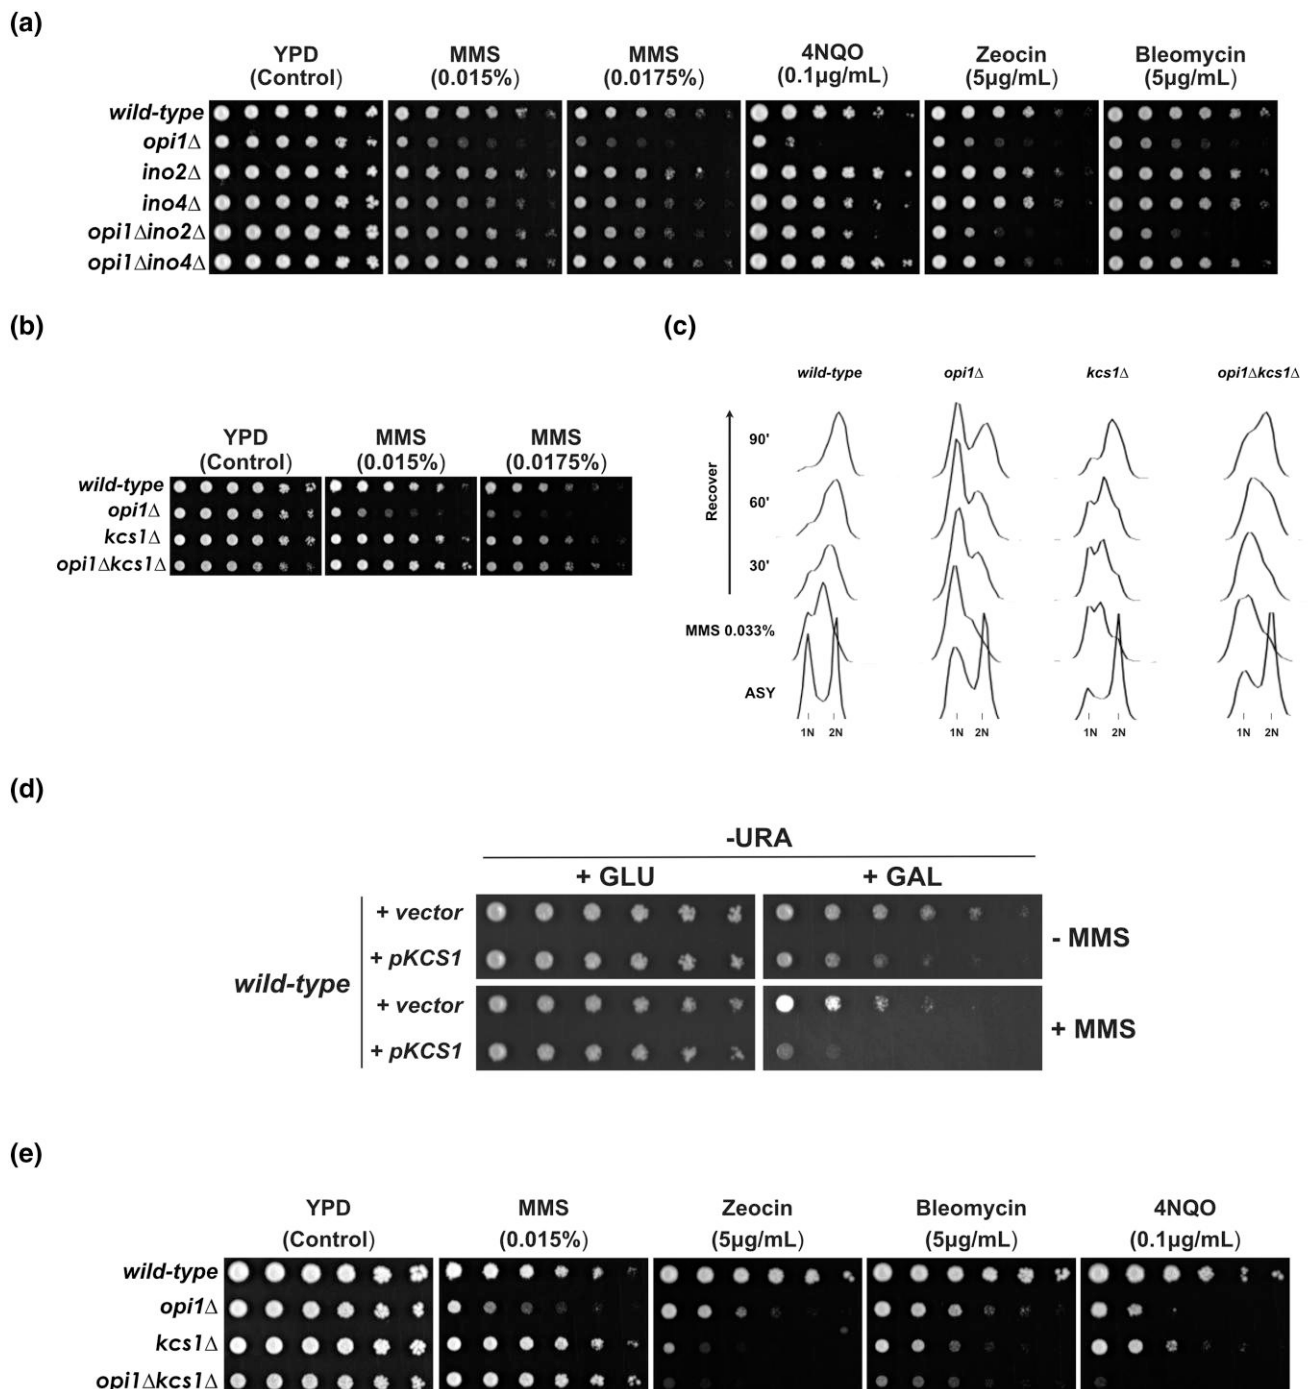 (a)
YPD MMS MMS 4NQO Zeocin Bleomycin
(Control) (0.015%) (0.0175%) (0.1µg/mL) (5µg/mL) (5µg/mL)
wild-type
opi1Δ
ino2Δ
ino4Δ
opi1Δino2Δ
opi1Δino4Δ
(b)
YPD MMS MMS
(Control) (0.015%) (0.0175%)
wild-type
opi1Δ
kcs1Δ
opi1Δkcs1Δ
(c)
wild-type opi1Δ kcs1Δ opi1Δkcs1Δ
Recover
90'
60'
30'
MMS 0.033%
ASY
1N 2N 1N 2N 1N 2N 1N 2N
(d)
-URA
+ GLU + GAL
wild-type
+ vector
+ pKCS1
- MMS
+ vector
+ pKCS1
+ MMS
(e)
YPD MMS Zeocin Bleomycin 4NQO
(Control) (0.015%) (5µg/mL) (5µg/mL) (0.1µg/mL)
wild-type
opi1Δ
kcs1Δ
opi1Δkcs1Δ